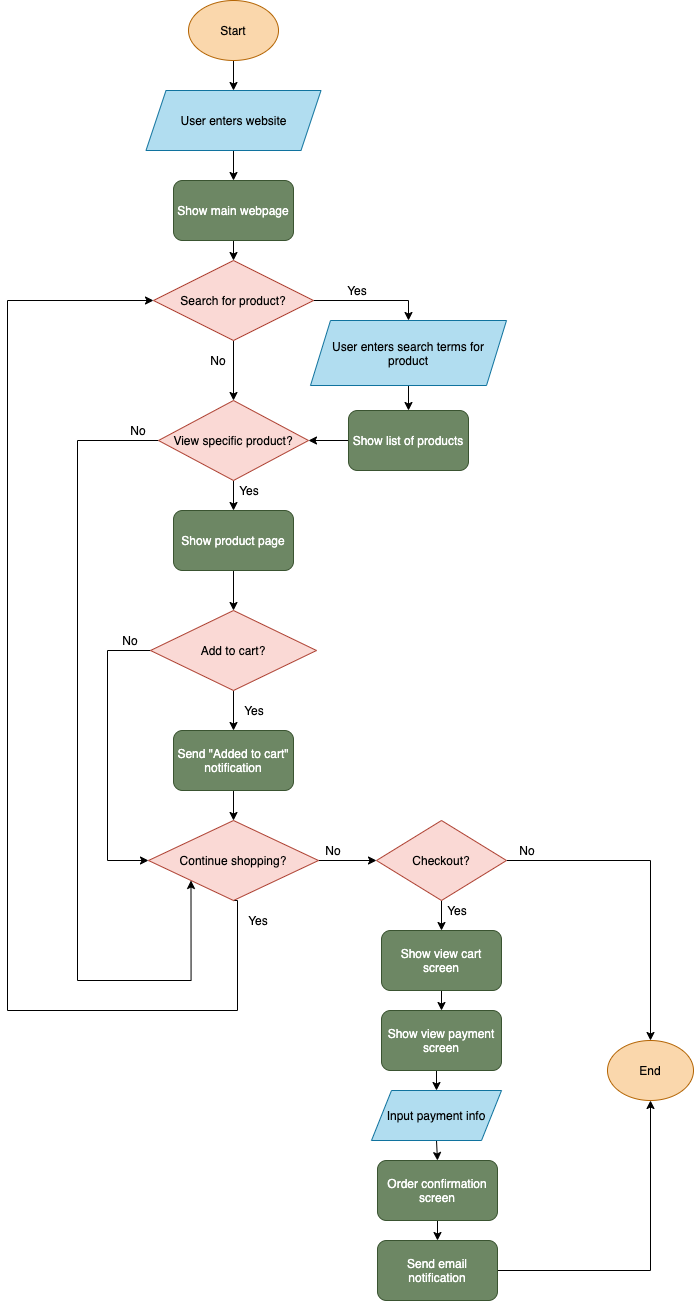 Start
User enters website
Show main webpage
Search for product?
Yes
User enters search terms for
product
No
No
View specific product?
Show list of products
Yes
Show product page
No
Add to cart?
Yes
Send "Added to cart"
notification
Continue shopping?
No
Checkout?
No
Yes
Yes
Show view cart
screen
Show view payment
screen
End
Input payment info
Order confirmation
screen
Send email
notification